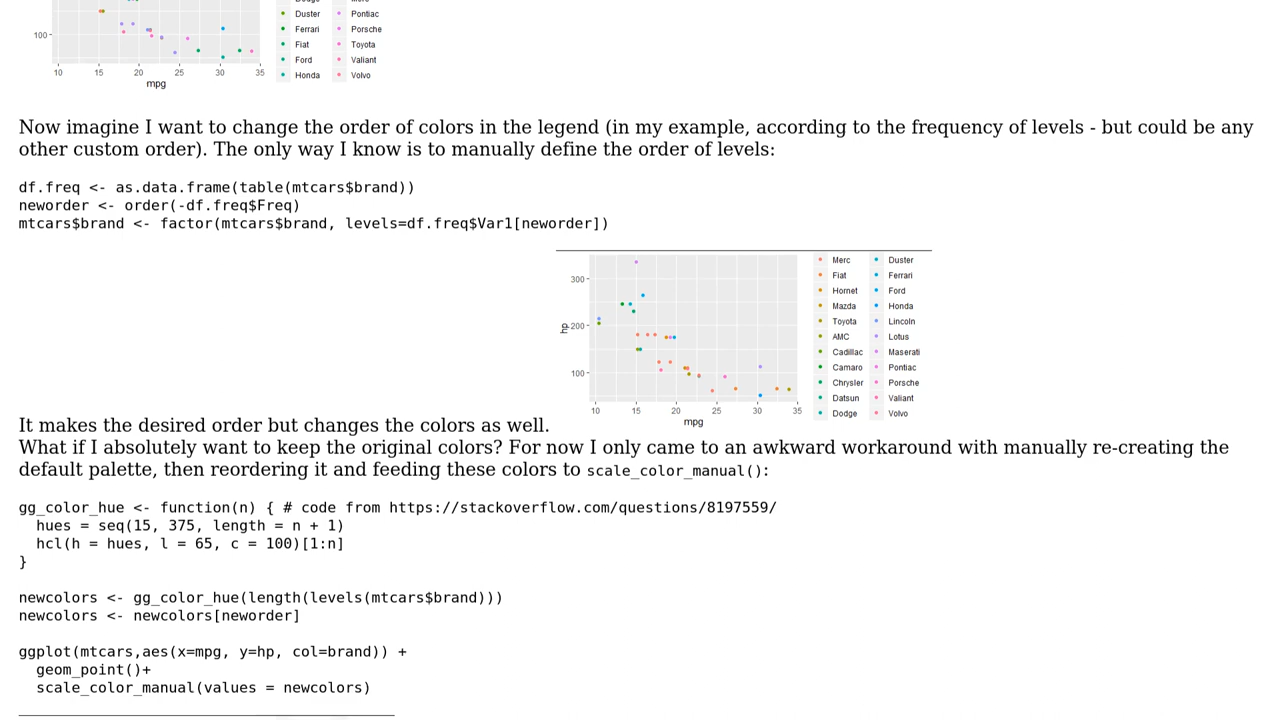 Duster Pontiac
Ferrari Porsche
100
Fiat Toyota
Ford Valiant
Honda Volvo
10 15 20 25 30 35
mpg
Now imagine I want to change the order of colors in the legend (in my example, according to the frequency of levels - but could be any
other custom order). The only way I know is to manually define the order of levels:
df.freq <- as.data.frame(table(mtcars$brand))
neworder <- order(-df.freq$Freq)
mtcars$brand <- factor(mtcars$brand, levels=df.freq$Var1[neworder])
Merc Duster
Fiat Ferrari
300
Hornet Ford
Mazda Honda
Toyota Lincoln
hp
200
AMC Lotus
Cadillac Maserati
Camaro Pontiac
100
Chrysler Porsche
Datsun Valiant
Dodge Volvo
10 15 20 25 30 35
mpg
It makes the desired order but changes the colors as well.
What if I absolutely want to keep the original colors? For now I only came to an awkward workaround with manually re-creating the
default palette, then reordering it and feeding these colors to scale_color_manual():
gg_color_hue <- function(n) { # code from https://stackoverflow.com/questions/8197559/
  hues = seq(15, 375, length = n + 1)
  hcl(h = hues, l = 65, c = 100)[1:n]
}
newcolors <- gg_color_hue(length(levels(mtcars$brand)))
newcolors <- newcolors[neworder]
ggplot(mtcars,aes(x=mpg, y=hp, col=brand)) +
  geom_point()+
  scale_color_manual(values = newcolors)